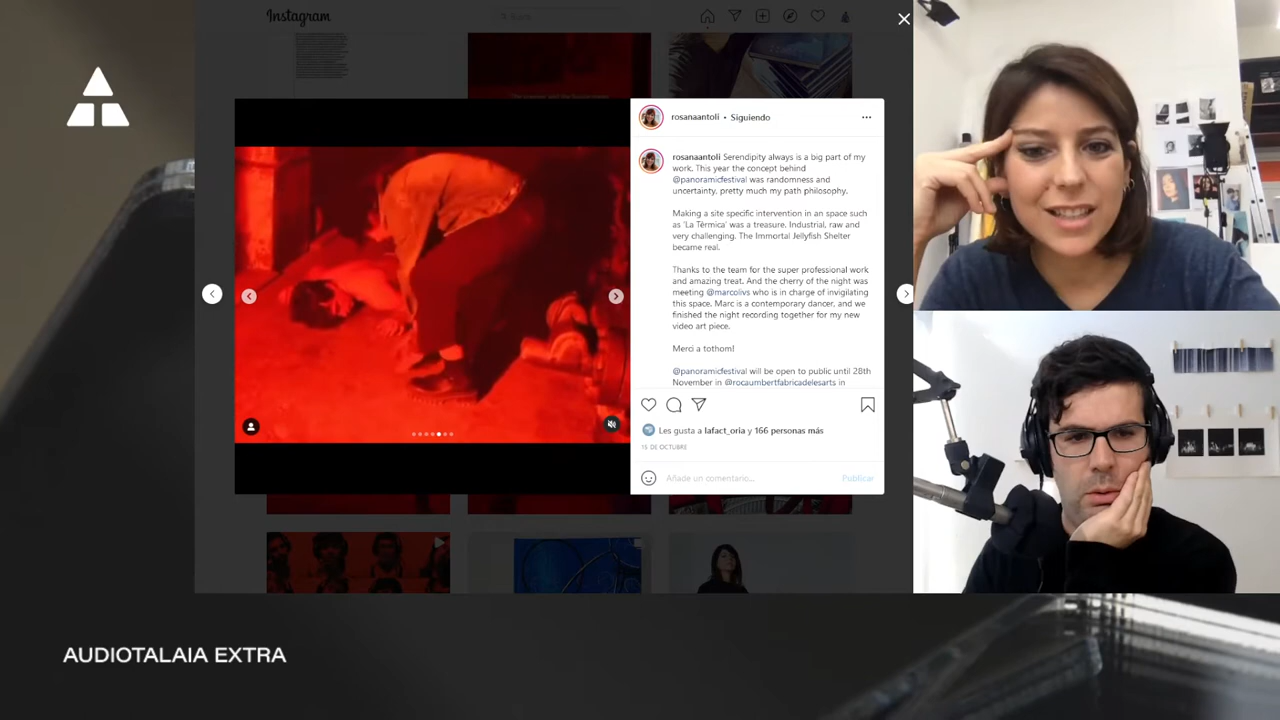 Instagram
rosanaantoli • Siguiendo
rosanaantoli Serendipity always is a big part of my
work. This year the concept behind
@panoramicfestival was randomness and
uncertainty, pretty much my path philosophy.
Making a site specific intervention in an space such
as 'La Tèrmica' was a treasure. Industrial, raw and
very challenging. The Immortal Jellyfish Shelter
became real.
Thanks to the team for the super professional work
and amazing treat. And the cherry of the night was
meeting @marcolivs who is in charge of invigilating
this space. Marc is a contemporary dancer, and we
finished the night recording together for my new
video art piece.
Merci a tothom!
@panoramicfestival will be open to public until 28th
November in @rocaumbertfabricadelesarts in
Les gusta a lafact_oria y 166 personas más
15 DE OCTUBRE
Añade un comentario...
Publicar
AUDIOTALAIA EXTRA